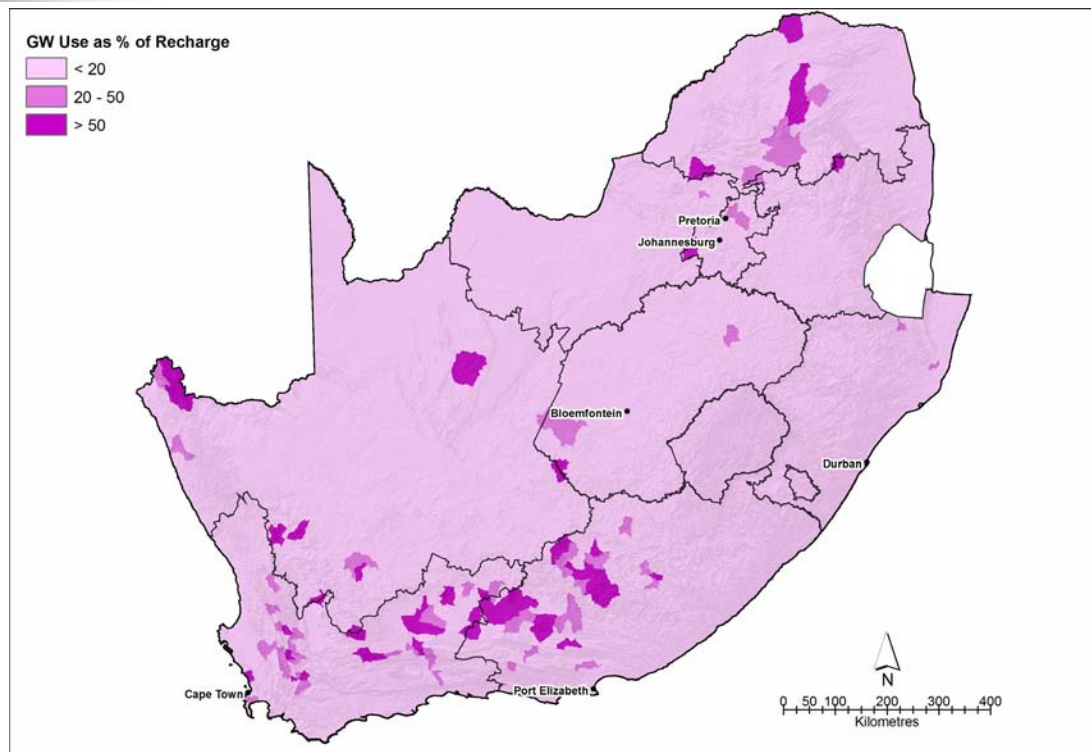 GW Use as % of Recharge
< 20
20 - 50
> 50
Pretoria
Johannesburg
Bloemfontein
Durban
Cape Town
Port Elizabeth
N
0 50 100 200 300 400
Kilometres